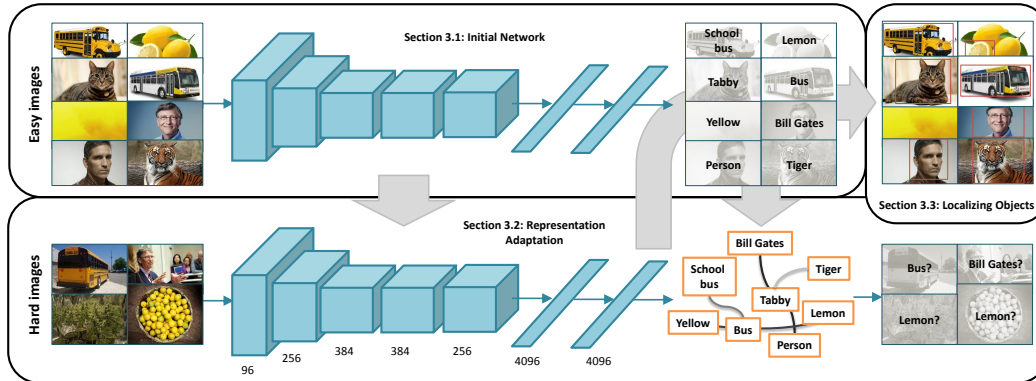 Easy images
Section 3.1: Initial Network
School
bus
Lemon
Tabby
Bus
Yellow
Bill Gates
Person
Tiger
Section 3.3: Localizing Objects
Hard images
Section 3.2: Representation
Adaptation
96
256
384
384
256
4096
4096
Bill Gates
School
bus
Tiger
Tabby
Lemon
Yellow
Bus
Person
Bus?
Bill Gates?
Lemon?
Lemon?